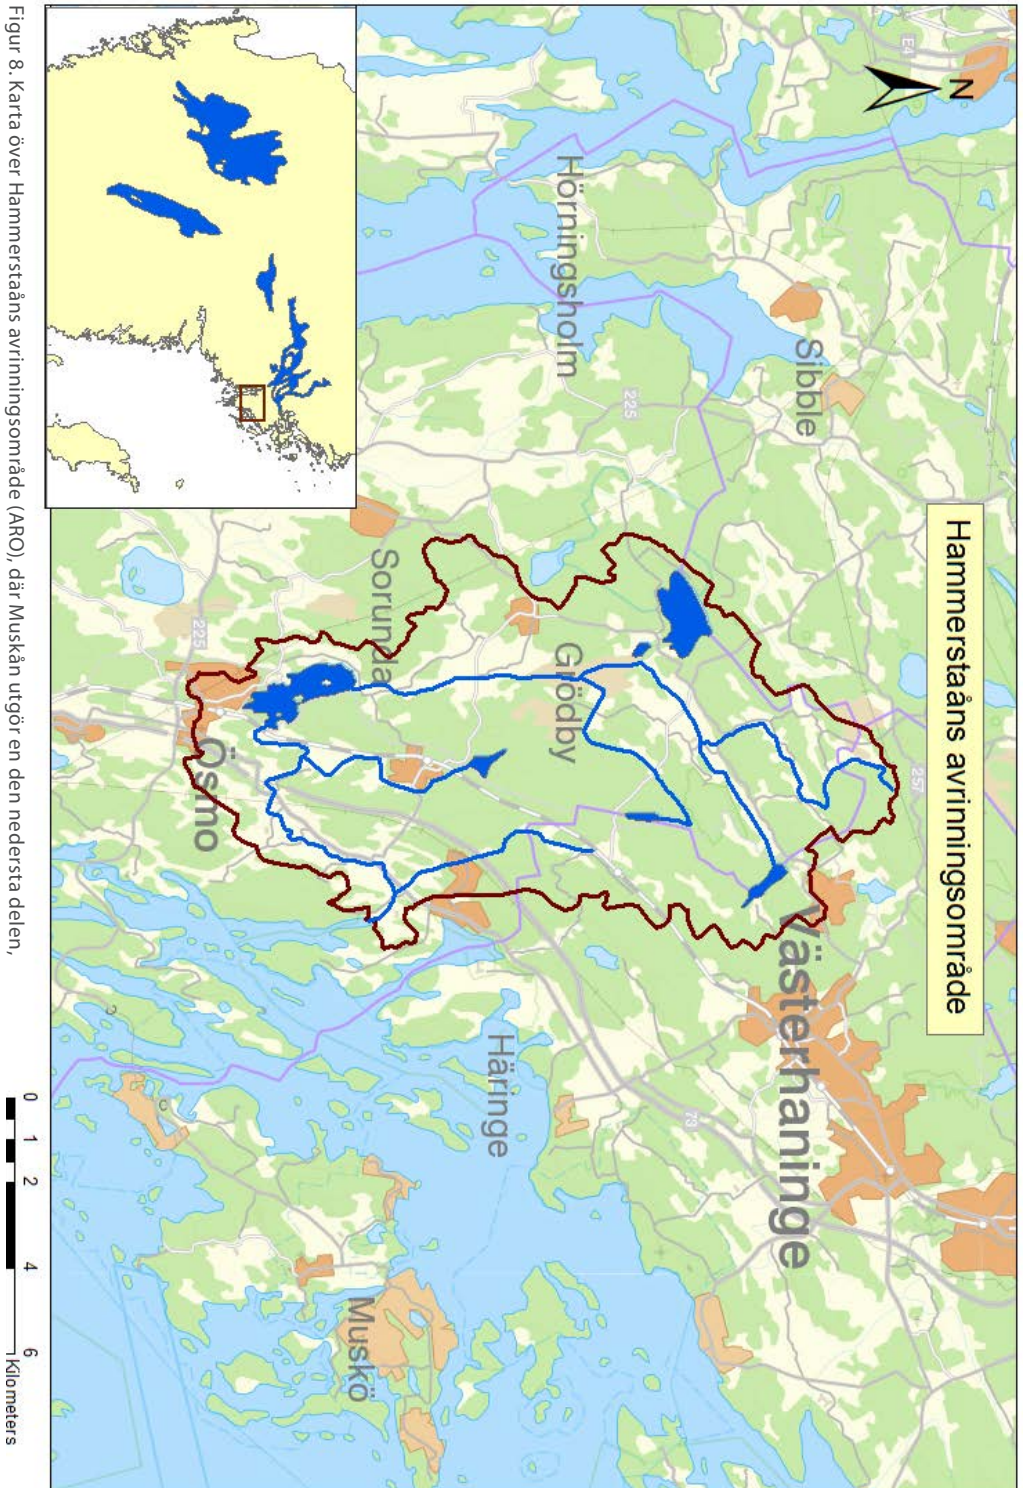 Hammerstaåns avrinningsområde
N
E4
257
Sibble
Västerhaninge
73
225
Hörningsholm
Grödby
Häringe
Sorunda
Muskö
225
Ösmo
0 1 2 4 6
Kilometers
Figur 8. Karta över Hammerstaåns avrinningsområde (ARO), där Muskån utgör en den nedersta delen,